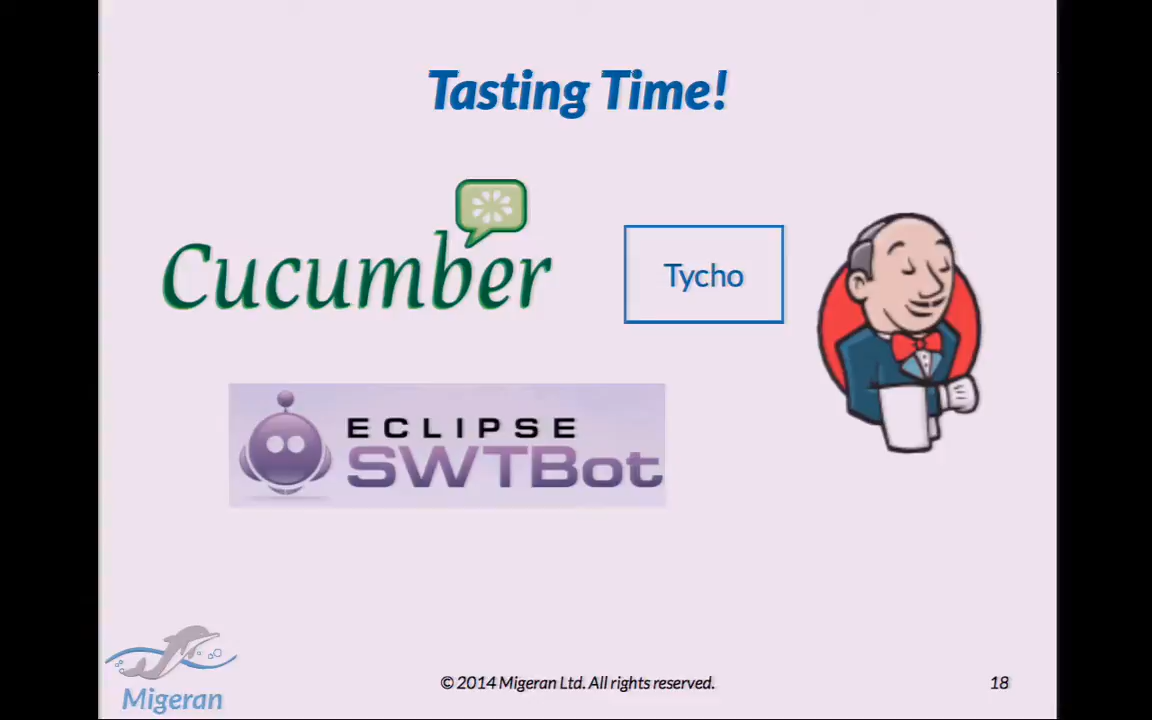 Tasting Time!
Cucumber
Tycho
ECLIPSE
SWTBot
Migeran
© 2014 Migeran Ltd. All rights reserved.
18